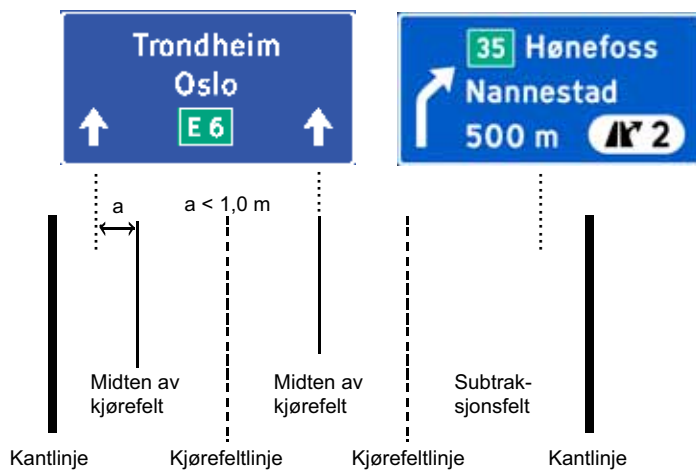 Trondheim
Oslo
E 6
35 Hønefoss
Nannestad
500 m 2
a
a < 1,0 m
Midten av
kjørefelt
Midten av
kjørefelt
Subtrak-
sjonsfelt
Kantlinje
Kjørefeltlinje
Kjørefeltlinje
Kantlinje